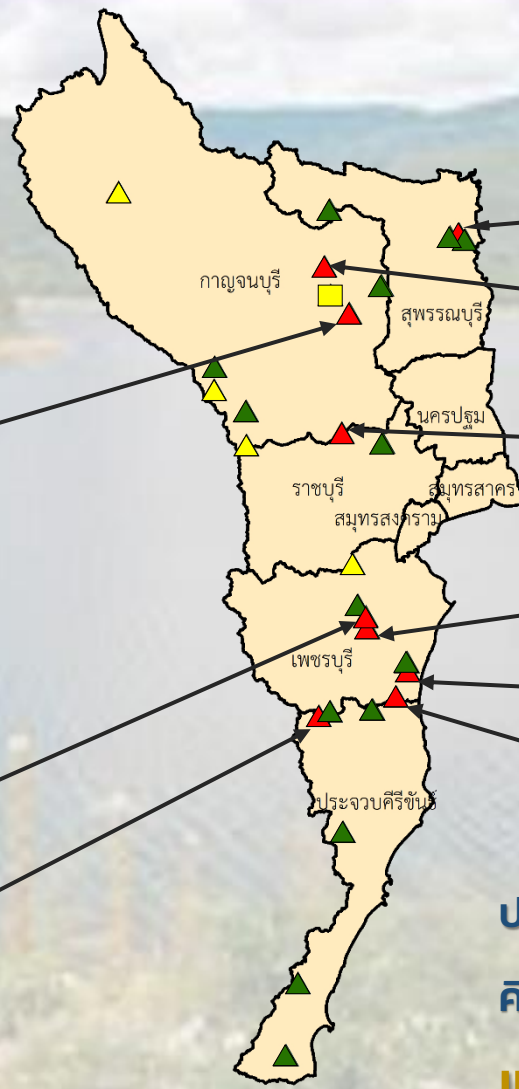 กาญจนบุรี
สุพรรณบุรี
นครปฐม
ราชบุรี
สมุทรสาคร
สมุทรสงคราม
เพชรบุรี
ประจวบคีรีขันธ์
ป
คิ